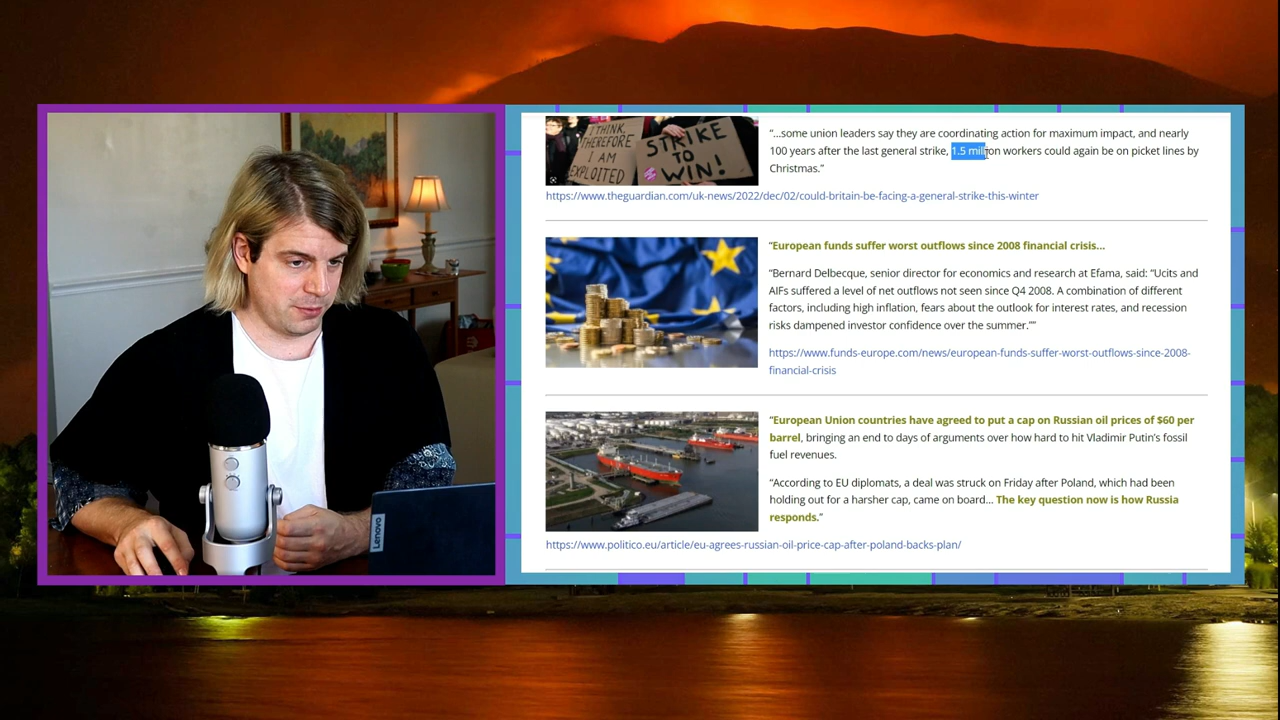 I THINK,
THEREFORE
I AM
EXPLOITED
STRIKE
TO
WIN!
“...some union leaders say they are coordinating action for maximum impact, and nearly
100 years after the last general strike, 1.5 million workers could again be on picket lines by
Christmas.”
https://www.theguardian.com/uk-news/2022/dec/02/could-britain-be-facing-a-general-strike-this-winter
“European funds suffer worst outflows since 2008 financial crisis...
“Bernard Delbecque, senior director for economics and research at Efama, said: “Ucits and
AIFs suffered a level of net outflows not seen since Q4 2008. A combination of different
factors, including high inflation, fears about the outlook for interest rates, and recession
risks dampened investor confidence over the summer.””
https://www.funds-europe.com/news/european-funds-suffer-worst-outflows-since-2008-
financial-crisis
“European Union countries have agreed to put a cap on Russian oil prices of $60 per
barrel, bringing an end to days of arguments over how hard to hit Vladimir Putin’s fossil
fuel revenues.
“According to EU diplomats, a deal was struck on Friday after Poland, which had been
holding out for a harsher cap, came on board... The key question now is how Russia
responds.”
https://www.politico.eu/article/eu-agrees-russian-oil-price-cap-after-poland-backs-plan/
Lenovo